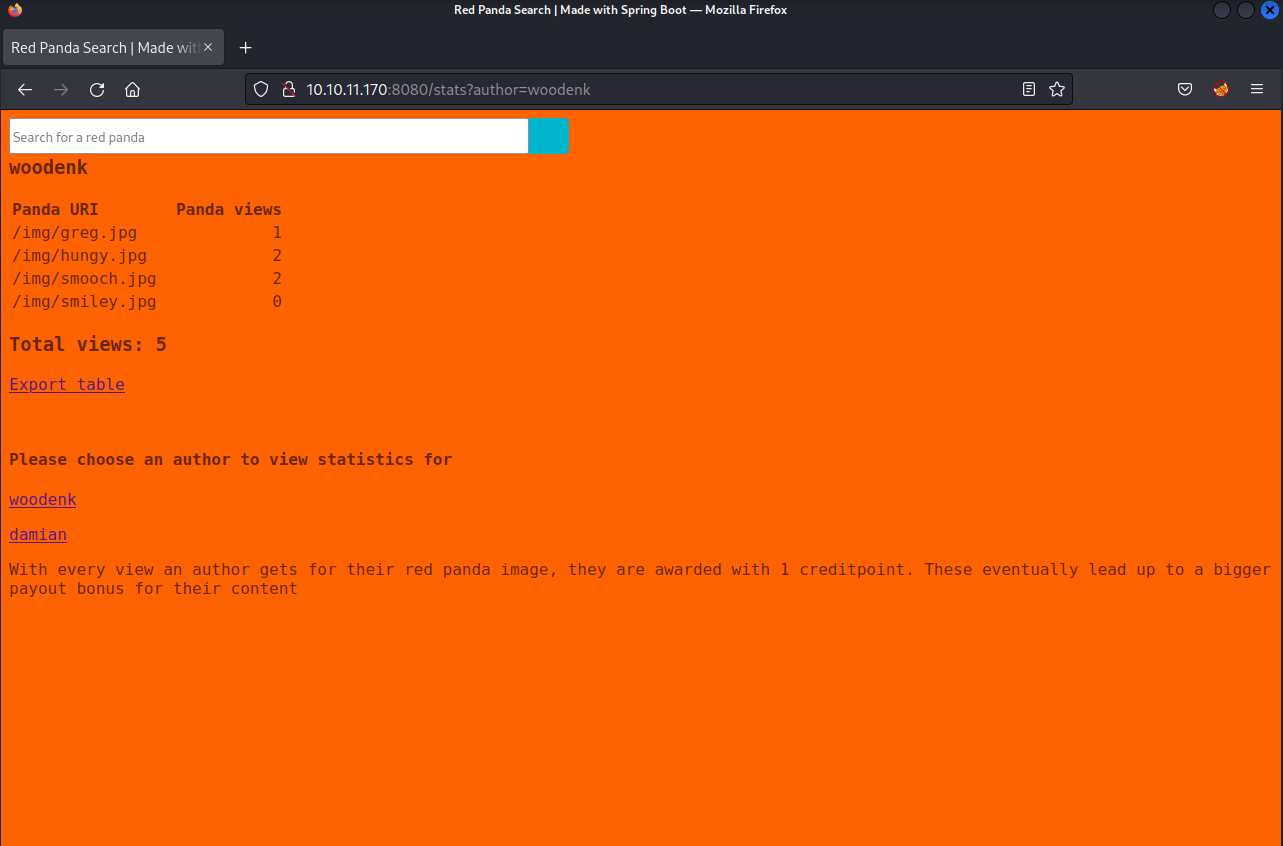 Red Panda Search | Made with Spring Boot — Mozilla Firefox
Red Panda Search | Made wit
10.10.11.170:8080/stats?author=woodenk
Search for a red panda
woodenk
Panda URI Panda views
/img/greg.jpg 1
/img/hungy.jpg 2
/img/smooch.jpg 2
/img/smiley.jpg 0
Total views: 5
Export table
Please choose an author to view statistics for
woodenk
damian
With every view an author gets for their red panda image, they are awarded with 1 creditpoint. These eventually lead up to a bigger
payout bonus for their content